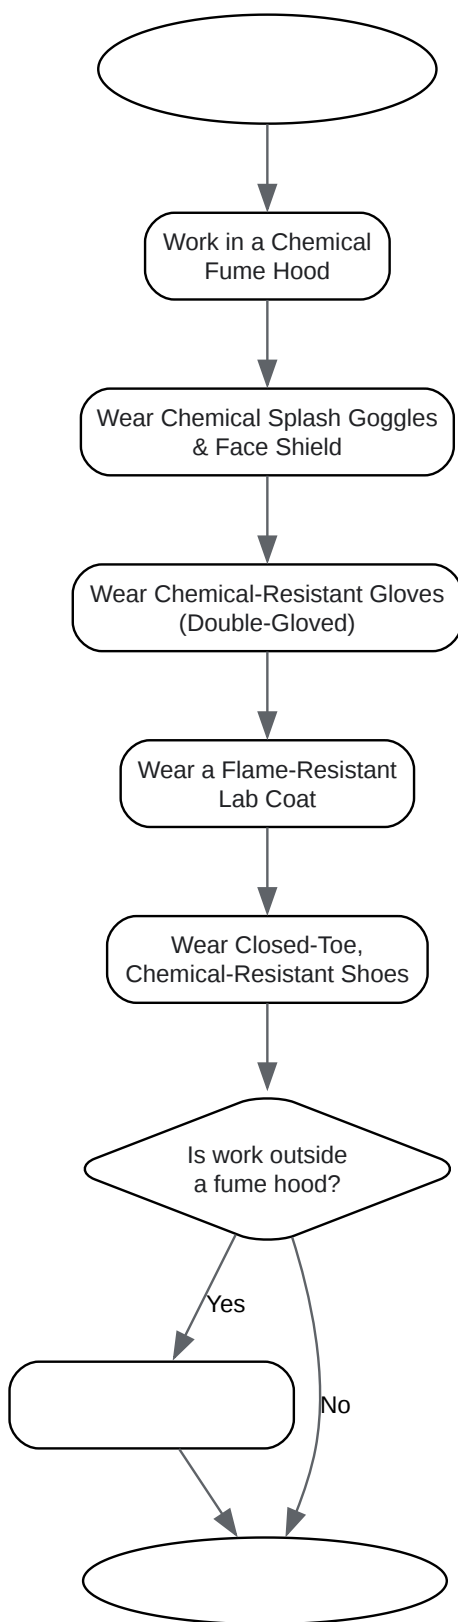 Work in a Chemical
Fume Hood
Wear Chemical Splash Goggles
& Face Shield
Wear Chemical-Resistant Gloves
(Double-Gloved)
Wear a Flame-Resistant
Lab Coat
Wear Closed-Toe,
Chemical-Resistant Shoes
Is work outside
a fume hood?
Yes
No